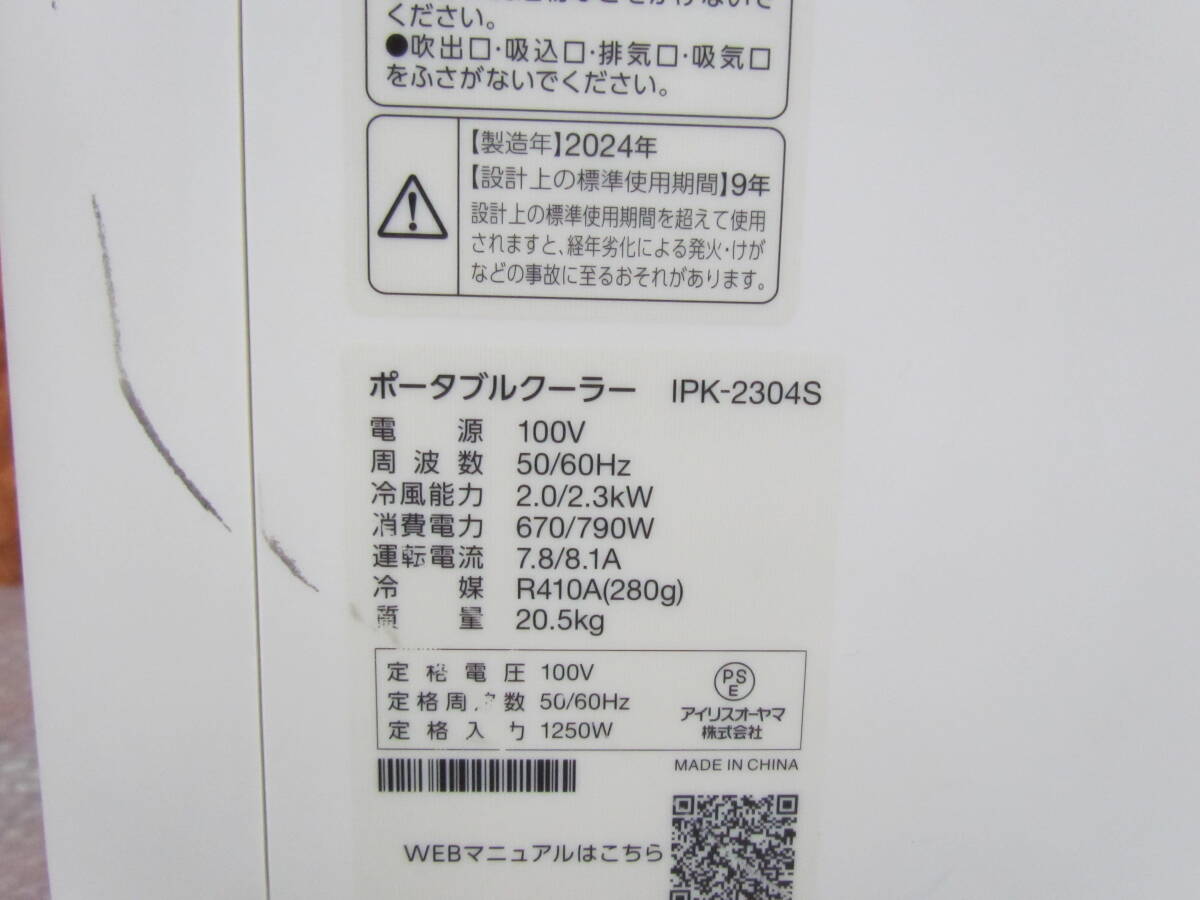 ください。
●吹出口・吸込口・排気口・吸気口
をふさがないでください。
【製造年】2024年
【設計上の標準使用期間】9年
設計上の標準使用期間を超えて使用
されますと、経年劣化による発火・けが
などの事故に至るおそれがあります。
ポータブルクーラー IPK-2304S
電源 100V
周波数 50/60Hz
冷風能力 2.0/2.3kW
消費電力 670/790W
運転電流 7.8/8.1A
冷媒 R410A(280g)
質量 20.5kg
定格電圧 100V
定格周波数 50/60Hz
定格入力 1250W
PS
E
アイリスオーヤマ
株式会社
MADE IN CHINA
WEBマニュアルはこちら